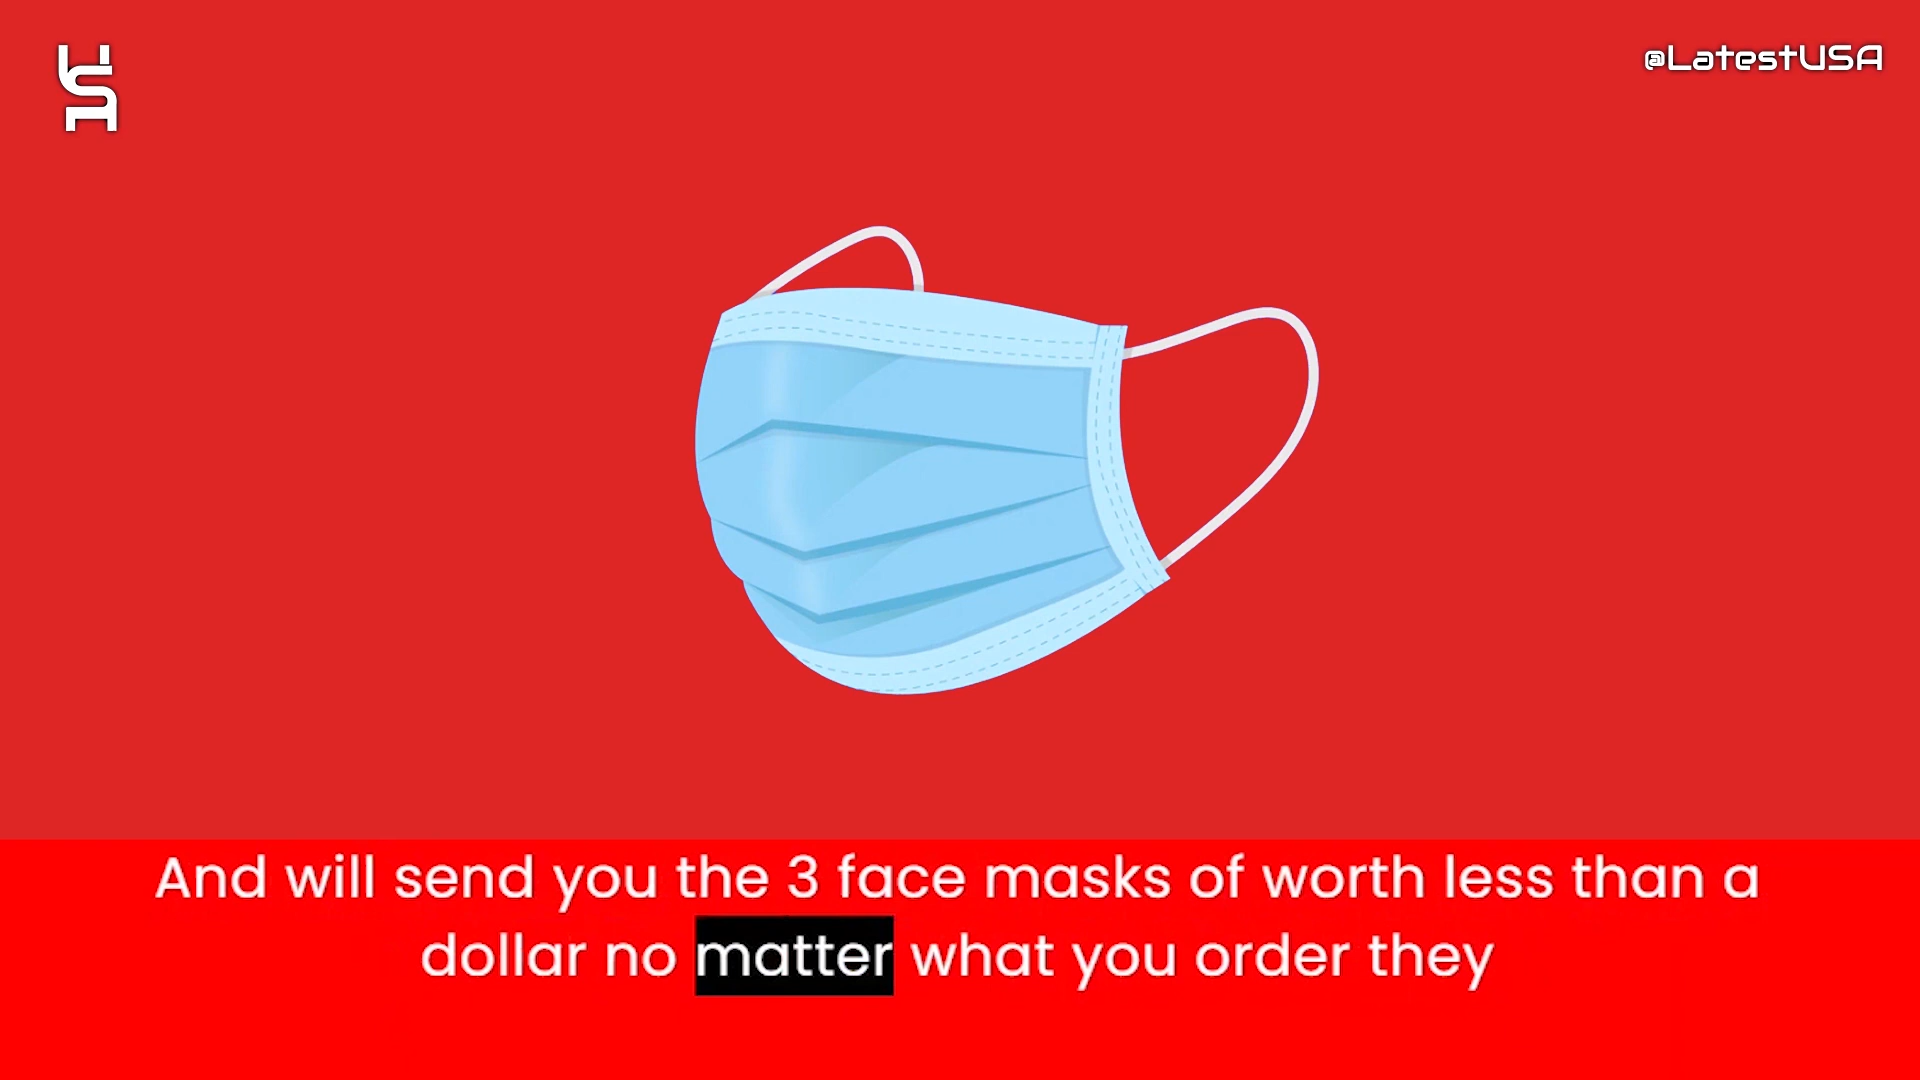 USA
@LatestUSA
And will send you the 3 face masks of worth less than a
dollar no matter what you order they